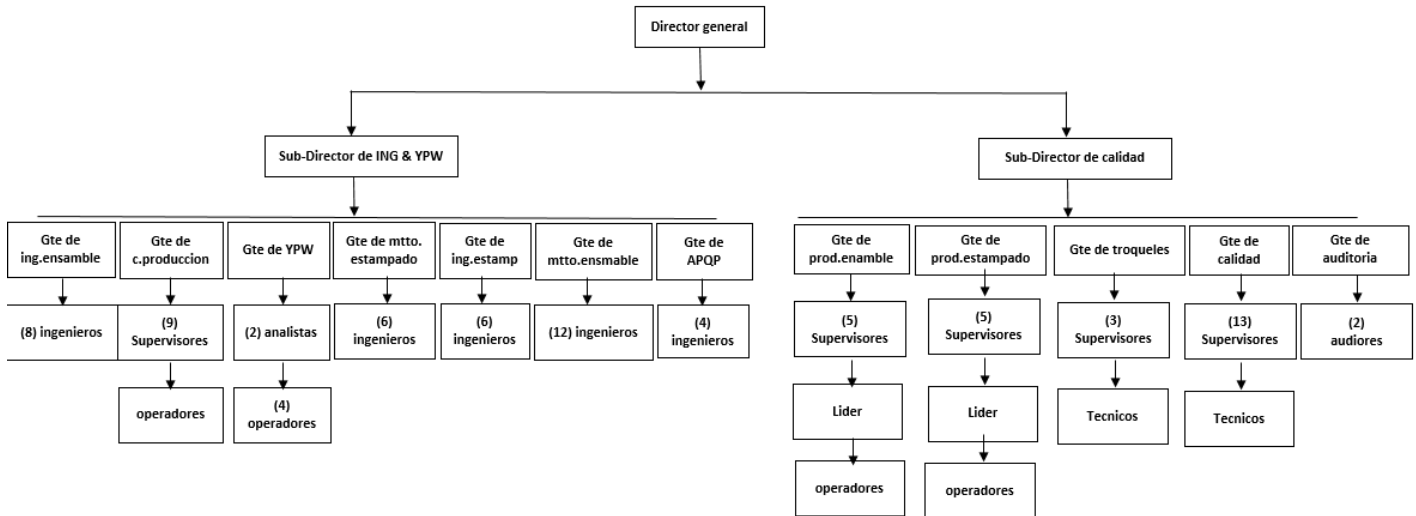 Director general
Sub-Director de ING & YPW
Sub-Director de calidad
Gte de
ing.ensamble
Gte de
c.produccion
Gte de YPW
Gte de mtto.
estampado
Gte de
ing.estamp
Gte de
mtto.ensmable
Gte de
APQP
Gte de
prod.enamble
Gte de
prod.estampado
Gte de troqueles
Gte de
calidad
Gte de
auditoria
(8) ingenieros
(9)
Supervisores
(2) analistas
(6)
ingenieros
(6)
ingenieros
(12) ingenieros
(4)
ingenieros
(5)
Supervisores
(5)
Supervisores
(3)
Supervisores
(13)
Supervisores
(2)
audiores
operadores
(4)
operadores
Lider
Lider
Tecnicos
Tecnicos
operadores
operadores